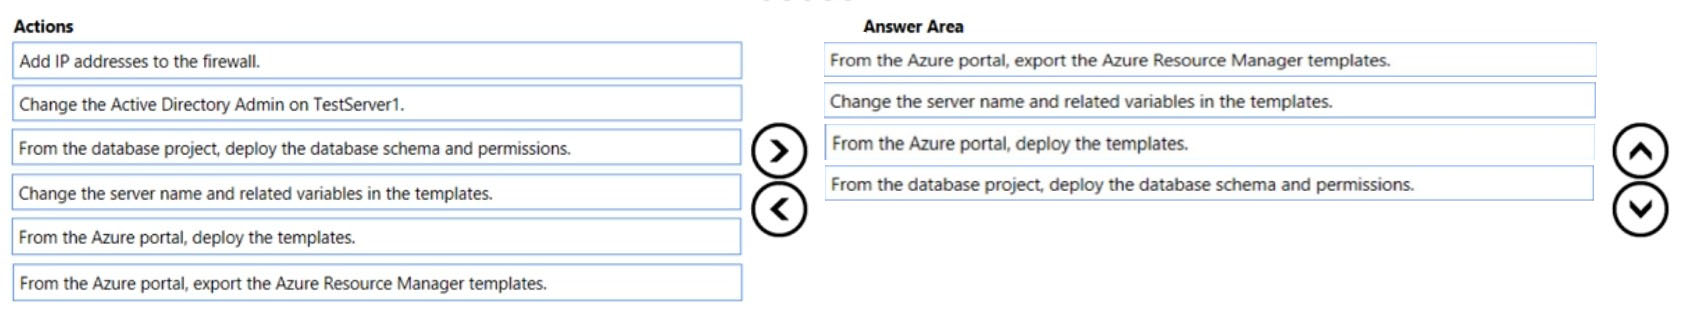 Actions
Add IP addresses to the firewall.
Change the Active Directory Admin on TestServer1.
From the database project, deploy the database schema and permissions.
Change the server name and related variables in the templates.
From the Azure portal, deploy the templates.
From the Azure portal, export the Azure Resource Manager templates.
Answer Area
From the Azure portal, export the Azure Resource Manager templates.
Change the server name and related variables in the templates.
From the Azure portal, deploy the templates.
From the database project, deploy the database schema and permissions.